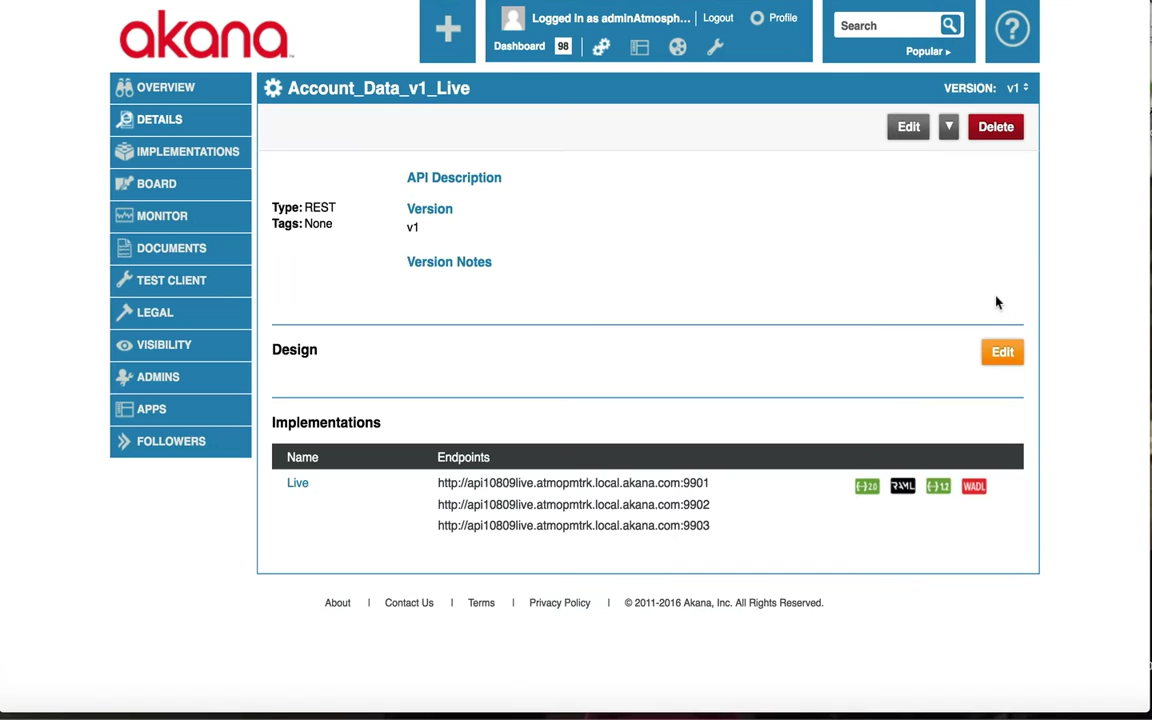 akana
Logged in as adminAtmosph... | Logout Profile
Dashboard 98
Search
Popular ▸
?
OVERVIEW
DETAILS
IMPLEMENTATIONS
BOARD
MONITOR
DOCUMENTS
TEST CLIENT
LEGAL
VISIBILITY
ADMINS
APPS
FOLLOWERS
Account_Data_v1_Live
VERSION: v1
Edit ▼ Delete
API Description
Type: REST
Tags: None
Version
v1
Version Notes
Design
Edit
Implementations
Name Endpoints
Live http://api10809live.atmopmtrk.local.akana.com:9901 {···}2.0 RAML {···}1.2 WADL
http://api10809live.atmopmtrk.local.akana.com:9902
http://api10809live.atmopmtrk.local.akana.com:9903
About | Contact Us | Terms | Privacy Policy | © 2011-2016 Akana, Inc. All Rights Reserved.